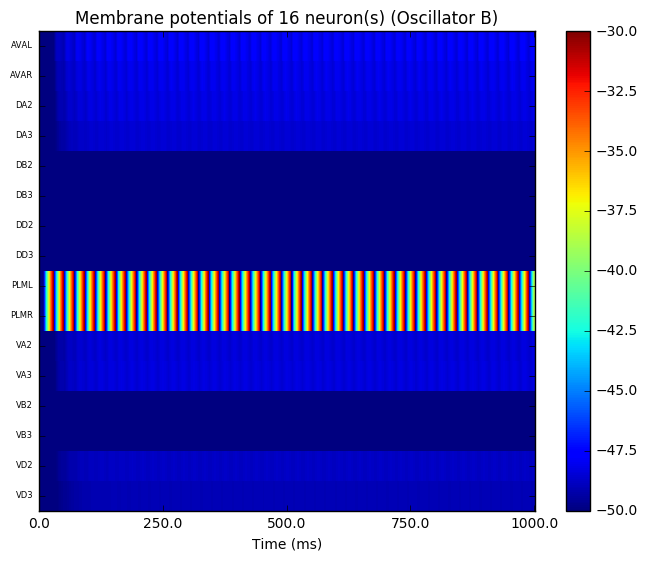 Membrane potentials of 16 neuron(s) (Oscillator B)
AVAL
AVAR
DA2
DA3
DB2
DB3
DD2
DD3
PLML
PLMR
VA2
VA3
VB2
VB3
VD2
VD3
0.0 250.0 500.0 750.0 1000.0
Time (ms)
−30.0
−32.5
−35.0
−37.5
−40.0
−42.5
−45.0
−47.5
−50.0